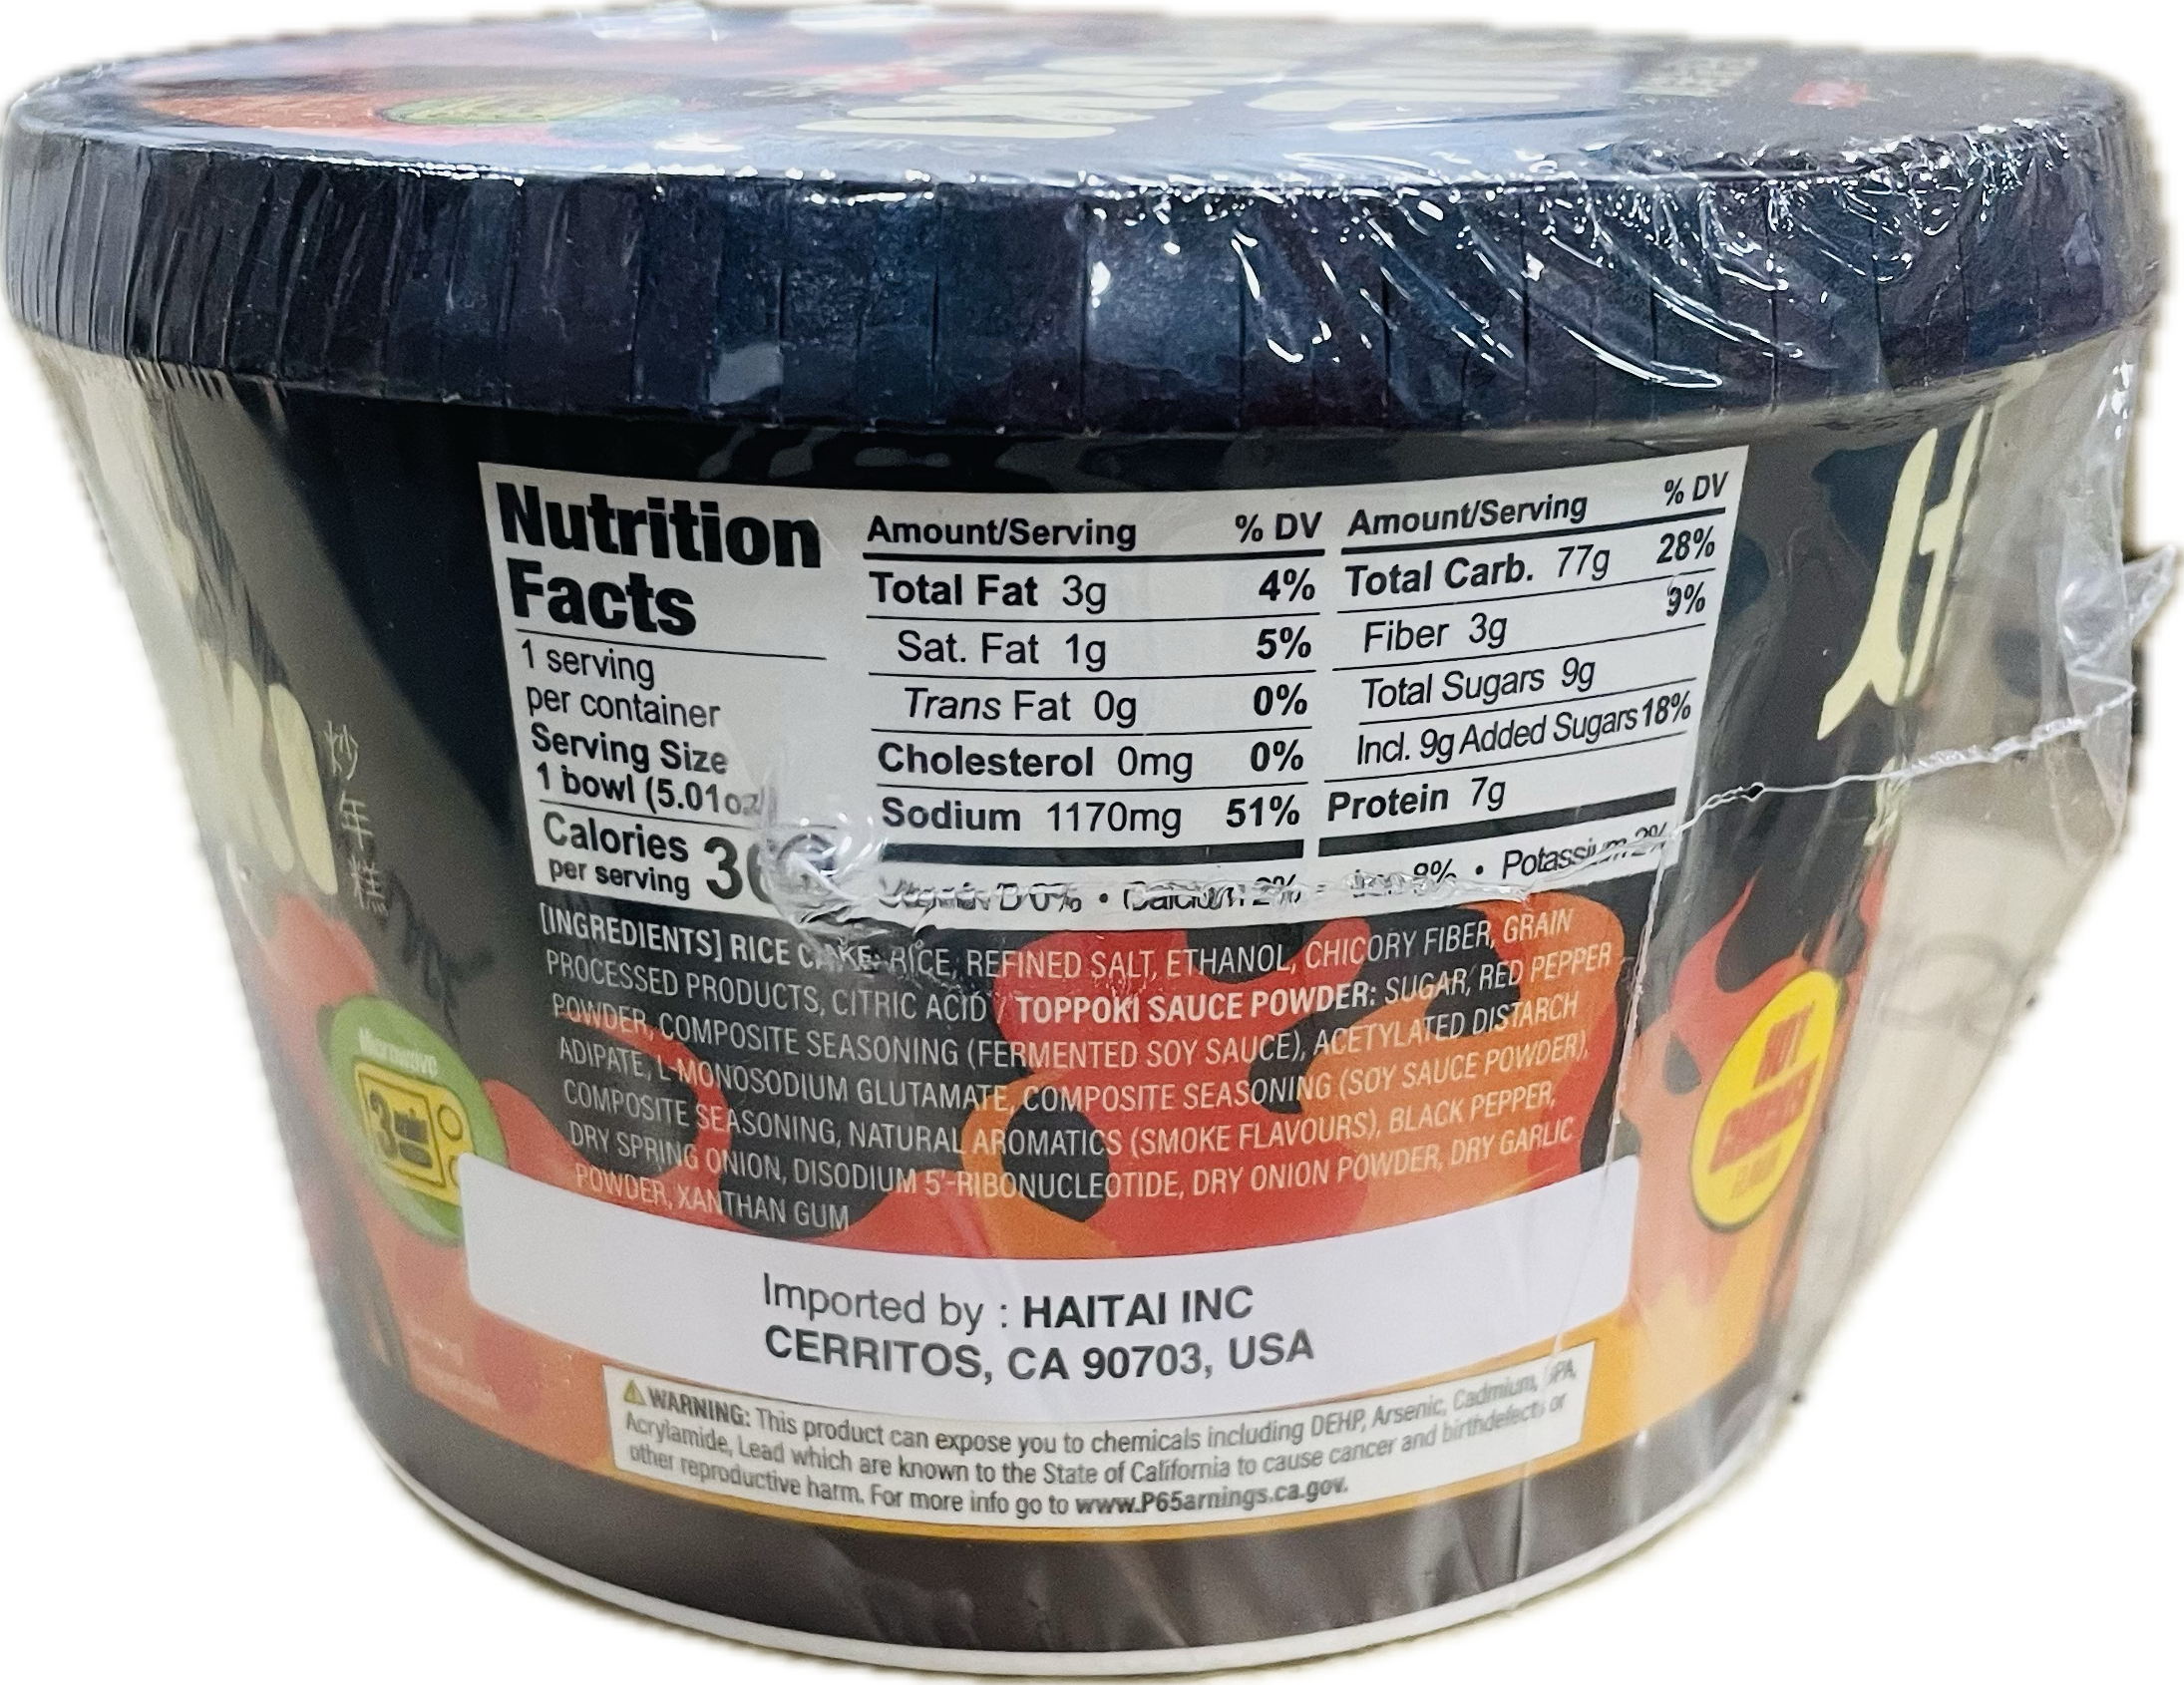 Nutrition
Facts
1 serving
per container
Serving Size
1 bowl (5.01oz)
Calories
per serving
Amount/Serving % DV
Total Fat 3g 4%
Sat. Fat 1g 5%
Trans Fat 0g 0%
Cholesterol 0mg 0%
Sodium 1170mg 51%
Amount/Serving % DV
Total Carb. 77g 28%
Fiber 3g 9%
Total Sugars 9g
Incl. 9g Added Sugars 18%
Protein 7g
0% • Calcium 2% • Iron 8% • Potassium 2%
[INGREDIENTS] RICE CAKE: RICE, REFINED SALT, ETHANOL, CHICORY FIBER, GRAIN
PROCESSED PRODUCTS, CITRIC ACID / TOPPOKI SAUCE POWDER: SUGAR, RED PEPPER
POWDER, COMPOSITE SEASONING (FERMENTED SOY SAUCE), ACETYLATED DISTARCH
ADIPATE, L-MONOSODIUM GLUTAMATE, COMPOSITE SEASONING (SOY SAUCE POWDER),
COMPOSITE SEASONING, NATURAL AROMATICS (SMOKE FLAVOURS), BLACK PEPPER,
DRY SPRING ONION, DISODIUM 5'-RIBONUCLEOTIDE, DRY ONION POWDER, DRY GARLIC
POWDER, XANTHAN GUM
Microwave
3 min
Imported by : HAITAI INC
CERRITOS, CA 90703, USA
WARNING: This product can expose you to chemicals including DEHP, Arsenic, Cadmium, BPA,
Acrylamide, Lead which are known to the State of California to cause cancer and birthdefects or
other reproductive harm. For more info go to www.P65arnings.ca.gov.